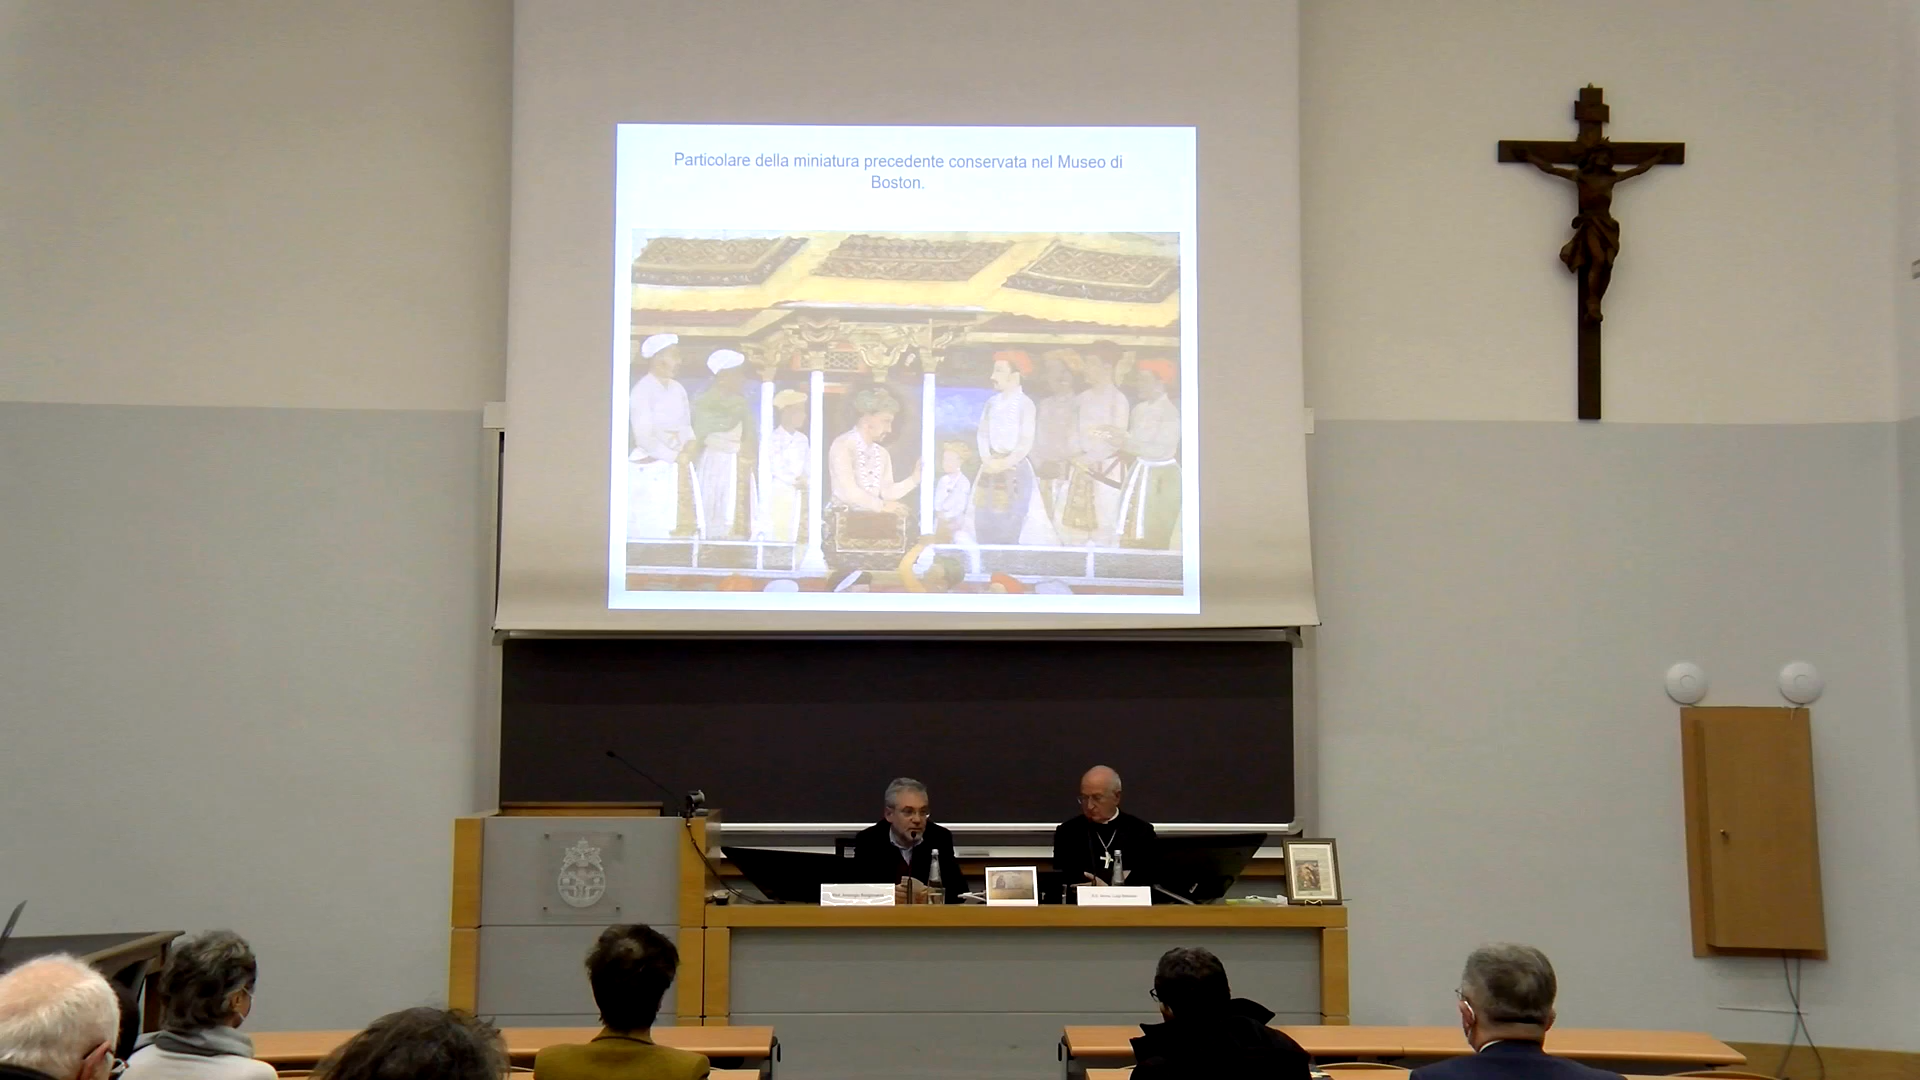 Particolare della miniatura precedente conservata nel Museo di
Boston.